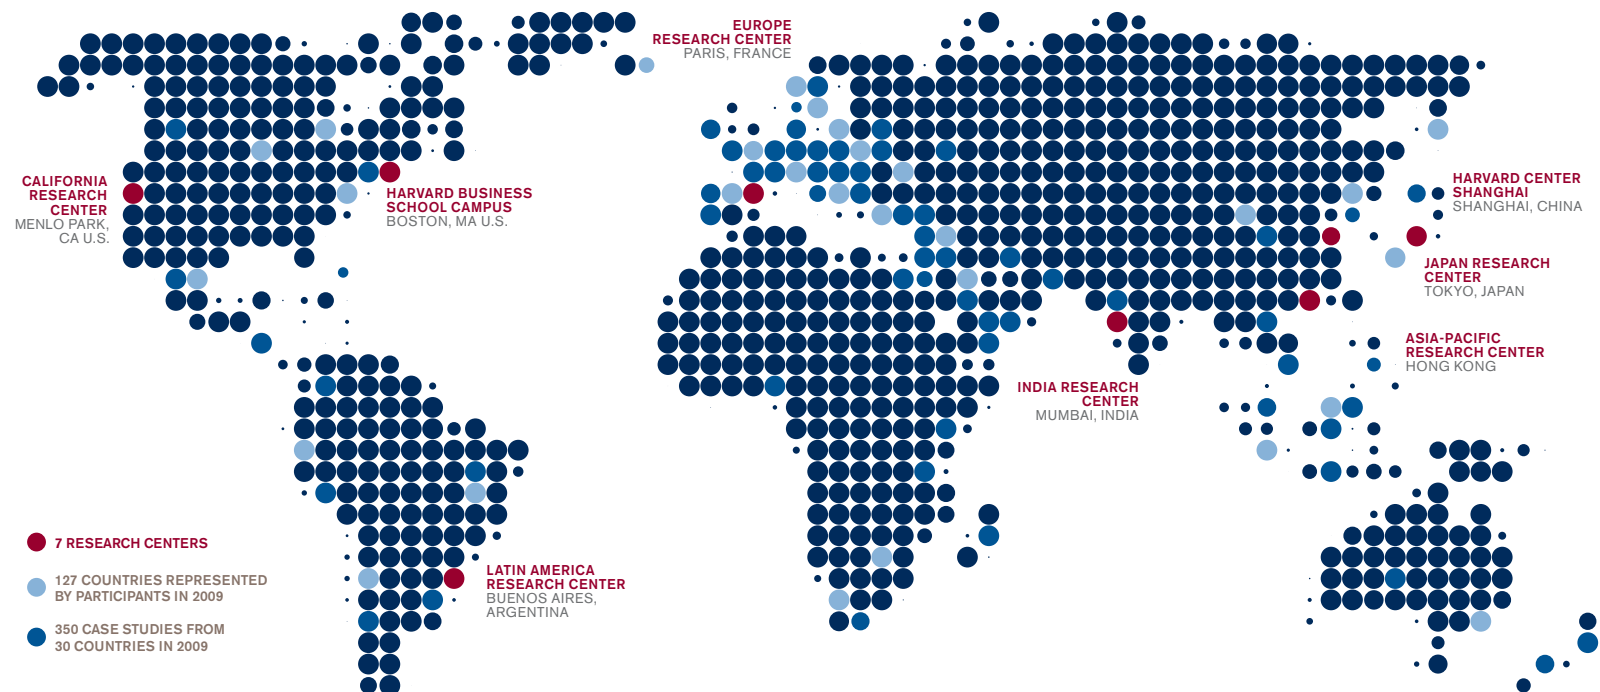 EUROPE
RESEARCH CENTER
PARIS, FRANCE
CALIFORNIA
RESEARCH
CENTER
MENLO PARK,
CA U.S.
HARVARD BUSINESS
SCHOOL CAMPUS
BOSTON, MA U.S.
HARVARD CENTER
SHANGHAI
SHANGHAI, CHINA
JAPAN RESEARCH
CENTER
TOKYO, JAPAN
ASIA-PACIFIC
RESEARCH CENTER
HONG KONG
INDIA RESEARCH
CENTER
MUMBAI, INDIA
LATIN AMERICA
RESEARCH CENTER
BUENOS AIRES,
ARGENTINA
7 RESEARCH CENTERS
127 COUNTRIES REPRESENTED
BY PARTICIPANTS IN 2009
350 CASE STUDIES FROM
30 COUNTRIES IN 2009